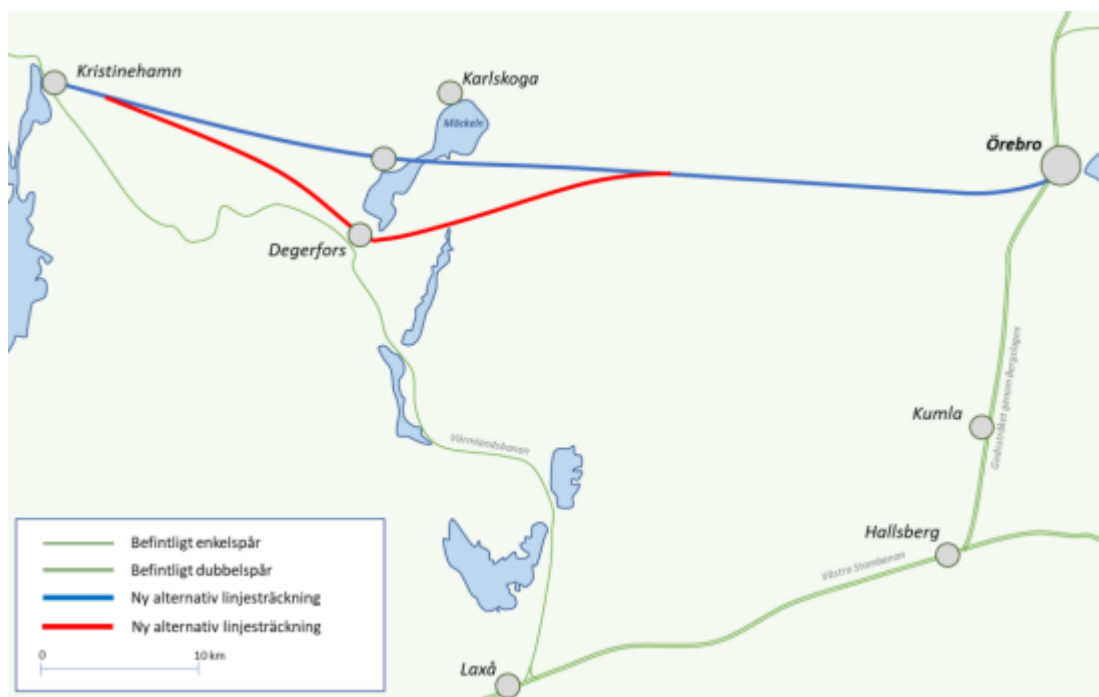 Kristinehamn
Karlskoga
Möckeln
Örebro
Degerfors
Godsstråket genom Bergslagen
Kumla
Värmlandsbanan
Hallsberg
Västra Stambanan
Laxå
Befintligt enkelspår
Befintligt dubbelspår
Ny alternativ linjesträckning
Ny alternativ linjesträckning
0 10 km